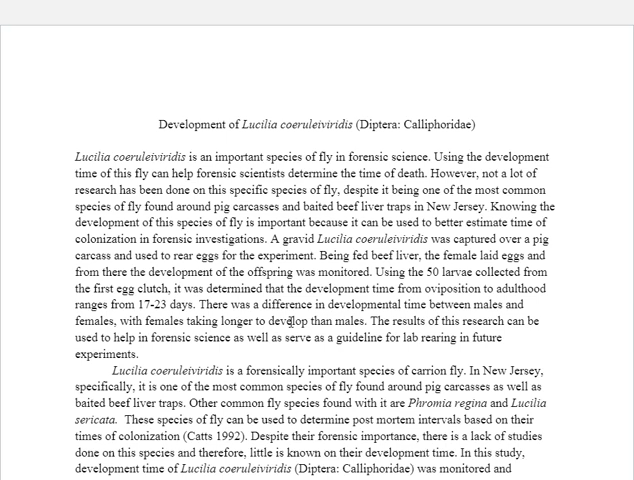 Development of Lucilia coeruleiviridis (Diptera: Calliphoridae)
Lucilia coeruleiviridis is an important species of fly in forensic science. Using the development
time of this fly can help forensic scientists determine the time of death. However, not a lot of
research has been done on this specific species of fly, despite it being one of the most common
species of fly found around pig carcasses and baited beef liver traps in New Jersey. Knowing the
development of this species of fly is important because it can be used to better estimate time of
colonization in forensic investigations. A gravid Lucilia coeruleiviridis was captured over a pig
carcass and used to rear eggs for the experiment. Being fed beef liver, the female laid eggs and
from there the development of the offspring was monitored. Using the 50 larvae collected from
the first egg clutch, it was determined that the development time from oviposition to adulthood
ranges from 17-23 days. There was a difference in developmental time between males and
females, with females taking longer to develop than males. The results of this research can be
used to help in forensic science as well as serve as a guideline for lab rearing in future
experiments.
Lucilia coeruleiviridis is a forensically important species of carrion fly. In New Jersey,
specifically, it is one of the most common species of fly found around pig carcasses as well as
baited beef liver traps. Other common fly species found with it are Phromia regina and Lucilia
sericata. These species of fly can be used to determine post mortem intervals based on their
times of colonization (Catts 1992). Despite their forensic importance, there is a lack of studies
done on this species and therefore, little is known on their development time. In this study,
development time of Lucilia coeruleiviridis (Diptera: Calliphoridae) was monitored and